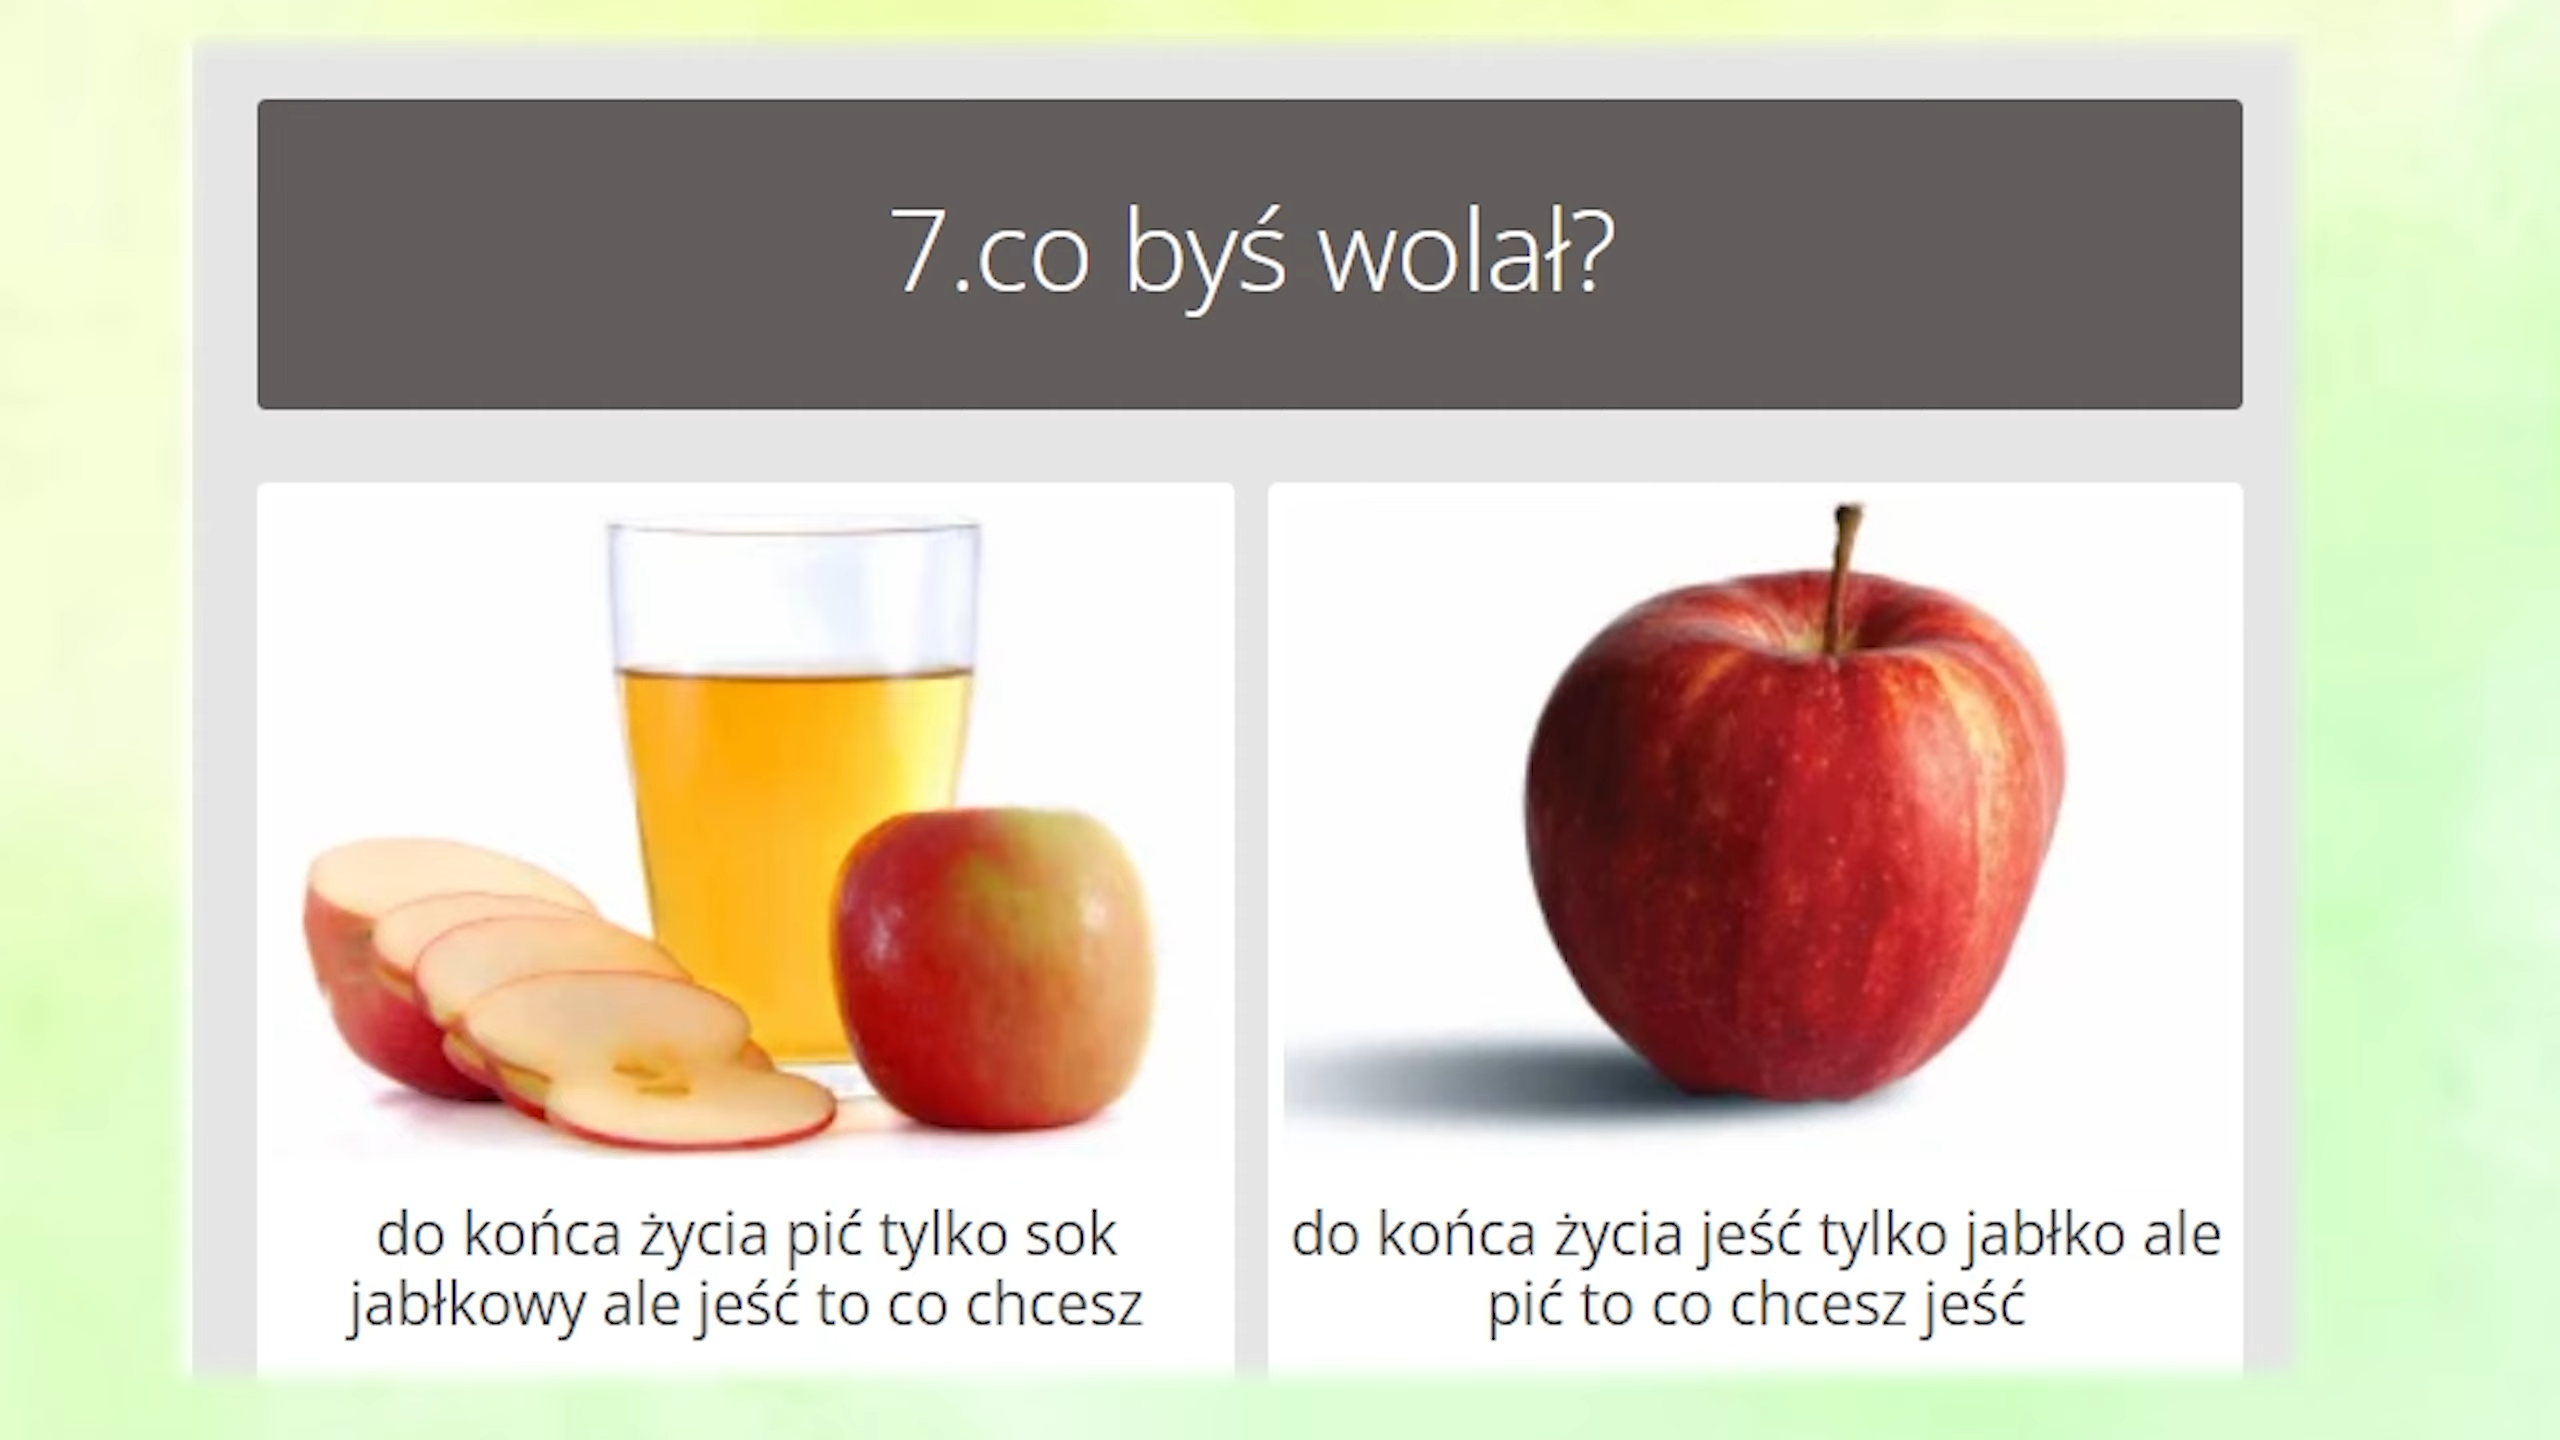 7.co byś wolał?
do końca życia pić tylko sok
jabłkowy ale jeść to co chcesz
do końca życia jeść tylko jabłko ale
pić to co chcesz jeść